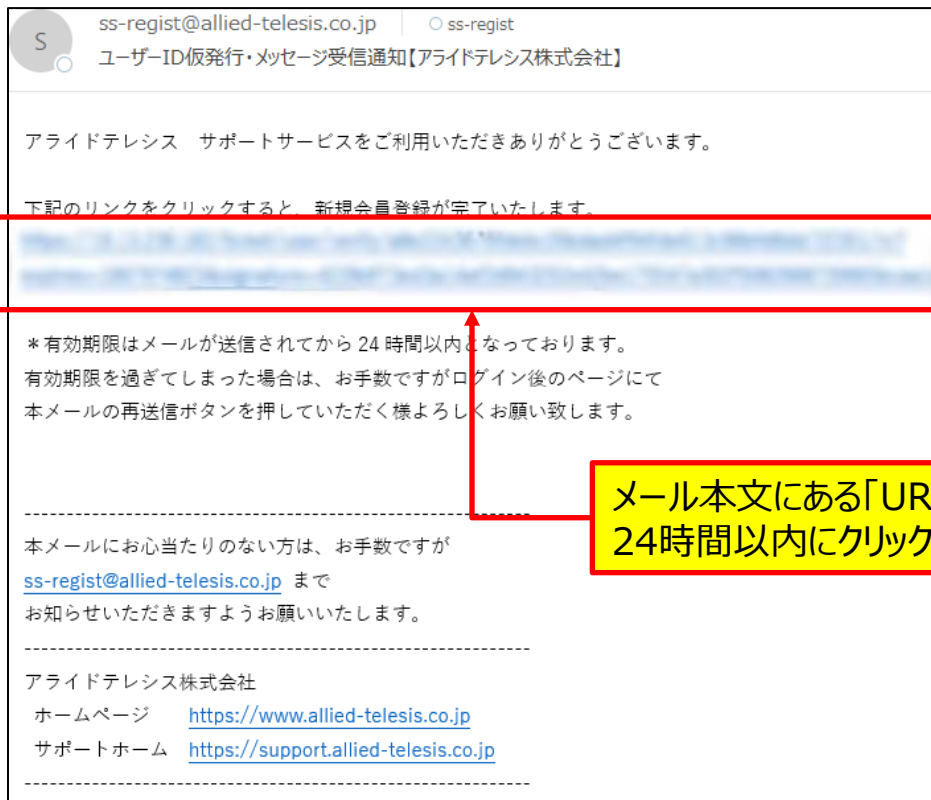 S
ss-regist@allied-telesis.co.jp ss-regist
ユーザーID仮発行・メッセージ受信通知【アライドテレシス株式会社】
アライドテレシス　サポートサービスをご利用いただきありがとうございます。
下記のリンクをクリックすると、新規会員登録が完了いたします。
＊有効期限はメールが送信されてから 24 時間以内となっております。
有効期限を過ぎてしまった場合は、お手数ですがログイン後のページにて
本メールの再送信ボタンを押していただく様よろしくお願い致します。
メール本文にある「UR
24時間以内にクリック
------------------------------------------------------------
本メールにお心当たりのない方は、お手数ですが
ss-regist@allied-telesis.co.jp まで
お知らせいただきますようお願いいたします。
------------------------------------------------------------
アライドテレシス株式会社
ホームページ　https://www.allied-telesis.co.jp
サポートホーム　https://support.allied-telesis.co.jp
------------------------------------------------------------